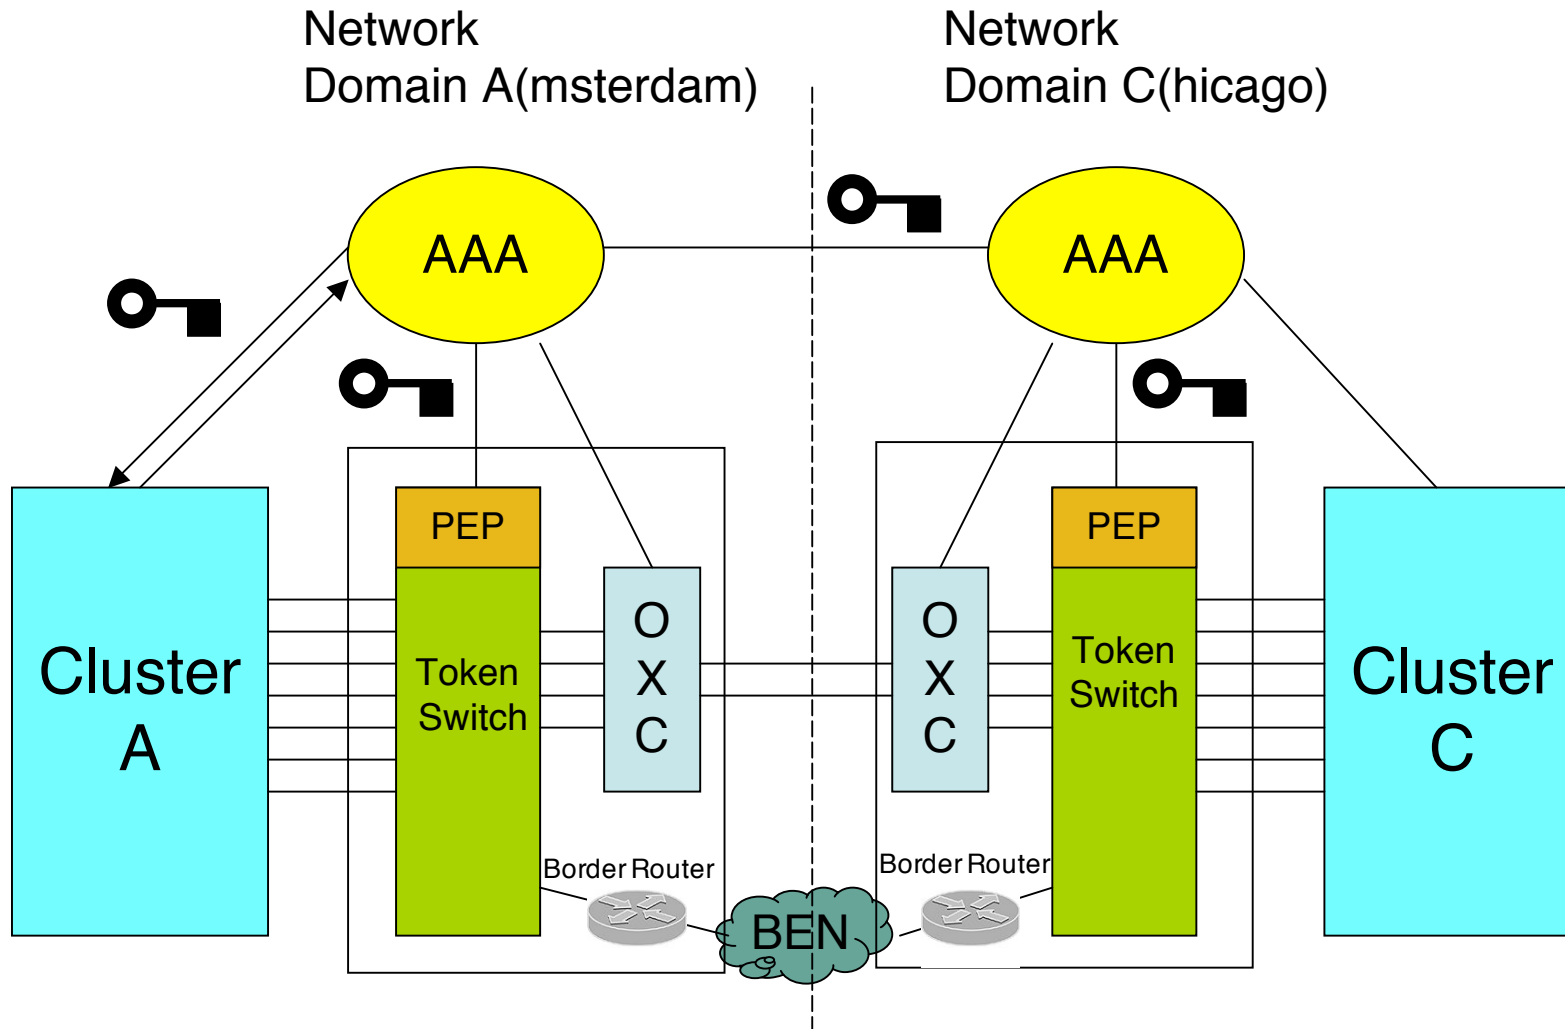 Network
Domain A(msterdam)
Network
Domain C(hicago)
AAA
AAA
PEP
PEP
O
X
C
O
X
C
Cluster
A
Token
Switch
Token
Switch
Cluster
C
Border Router
Border Router
BEN